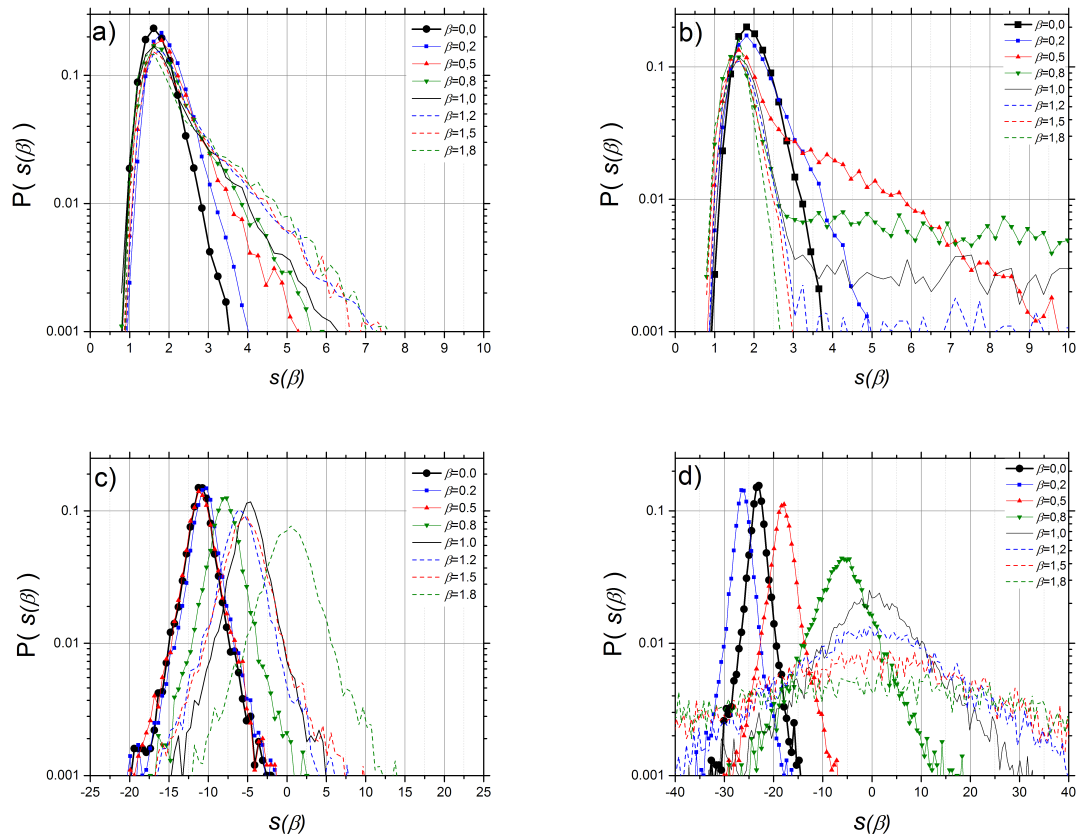 a)
β=0,0
β=0,2
β=0,5
β=0,8
β=1,0
β=1,2
β=1,5
β=1,8
0.1
0.01
0.001
P( s(β) )
0 1 2 3 4 5 6 7 8 9 10
s(β)
b)
β=0,0
β=0,2
β=0,5
β=0,8
β=1,0
β=1,2
β=1,5
β=1,8
0.1
0.01
0.001
P( s(β) )
0 1 2 3 4 5 6 7 8 9 10
s(β)
c)
β=0.0
β=0.2
β=0.5
β=0.8
β=1.0
β=1.2
β=1.5
β=1.8
0.1
0.01
0.001
P( s(β) )
-25 -20 -15 -10 -5 0 5 10 15 20 25
s(β)
d)
β=0,0
β=0,2
β=0,5
β=0,8
β=1,0
β=1,2
β=1,5
β=1,8
0.1
0.01
0.001
P( s(β) )
-40 -30 -20 -10 0 10 20 30 40
s(β)